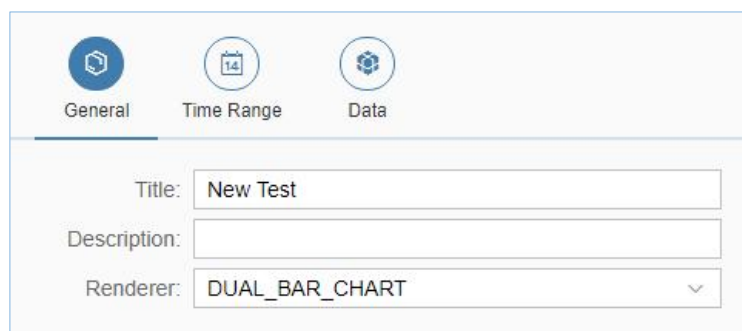 14
General Time Range Data
Title: New Test
Description:
Renderer: DUAL_BAR_CHART